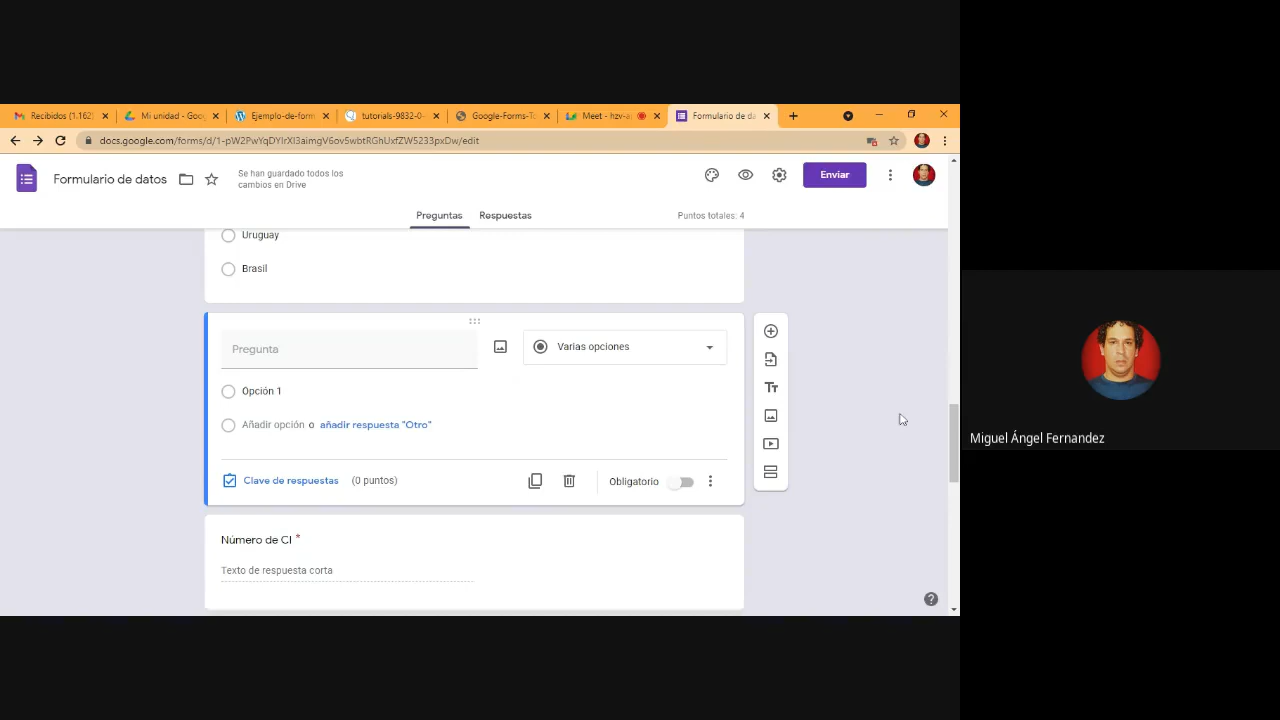 Recibidos (1.162)
Mi unidad - Goog
Ejemplo-de-form
tutorials-9832-0
Google-Forms-To
Meet - hzv-a
Formulario de da
docs.google.com/forms/d/1-pW2PwYqDYlrXl3aimgV6ov5wbtRGhUxfZW5233pxDw/edit
Formulario de datos
Se han guardado todos los
cambios en Drive
Enviar
Preguntas
Respuestas
Puntos totales: 4
Uruguay
Brasil
Pregunta
Varias opciones
Opción 1
Añadir opción o añadir respuesta "Otro"
Clave de respuestas (0 puntos)
Obligatorio
Número de CI *
Texto de respuesta corta
Miguel Ángel Fernandez